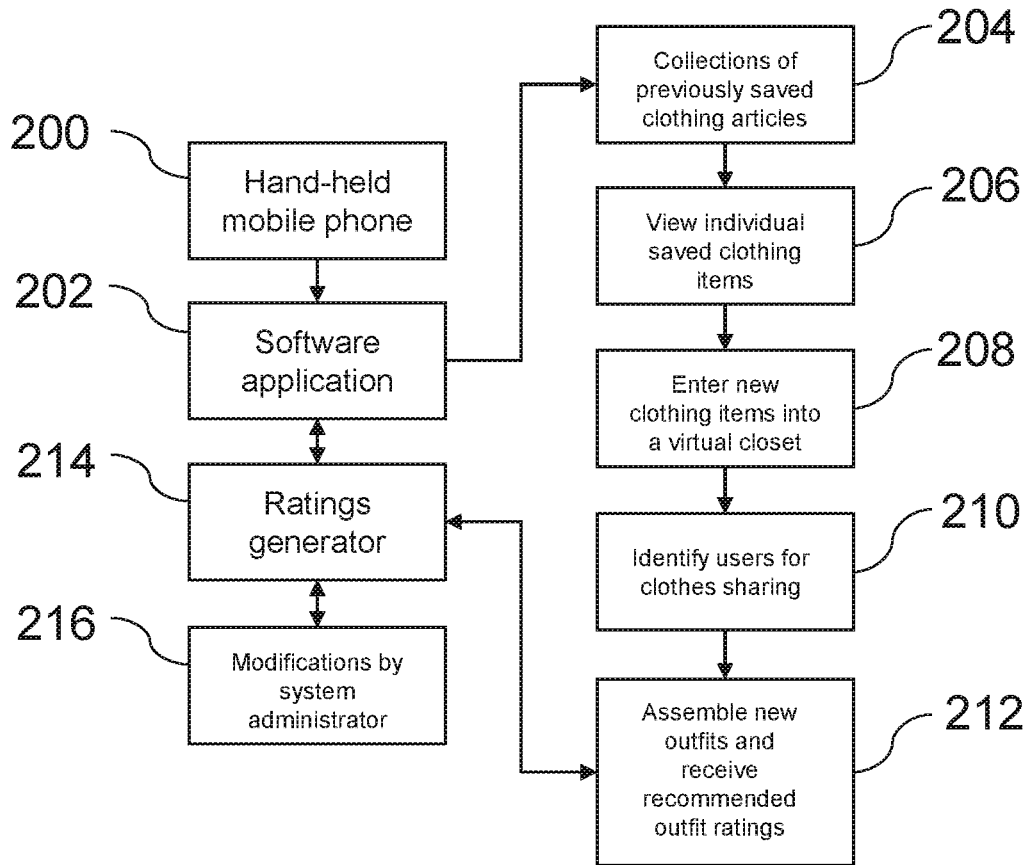 200
Hand-held
mobile phone
202
Software
application
214
Ratings
generator
216
Modifications by
system
administrator
204
Collections of
previously saved
clothing articles
206
View individual
saved clothing
items
208
Enter new
clothing items into
a virtual closet
210
Identify users for
clothes sharing
212
Assemble new
outfits and
receive
recommended
outfit ratings